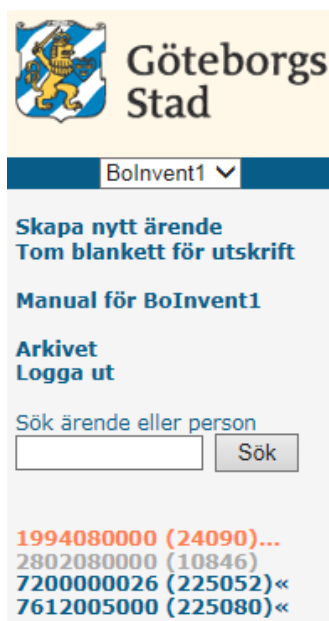 Göteborgs
Stad
BoInvent1
Skapa nytt ärende
Tom blankett för utskrift
Manual för BoInvent1
Arkivet
Logga ut
Sök ärende eller person
Sök
1994080000 (24090)...
2802080000 (10846)
7200000026 (225052)«
7612005000 (225080)«